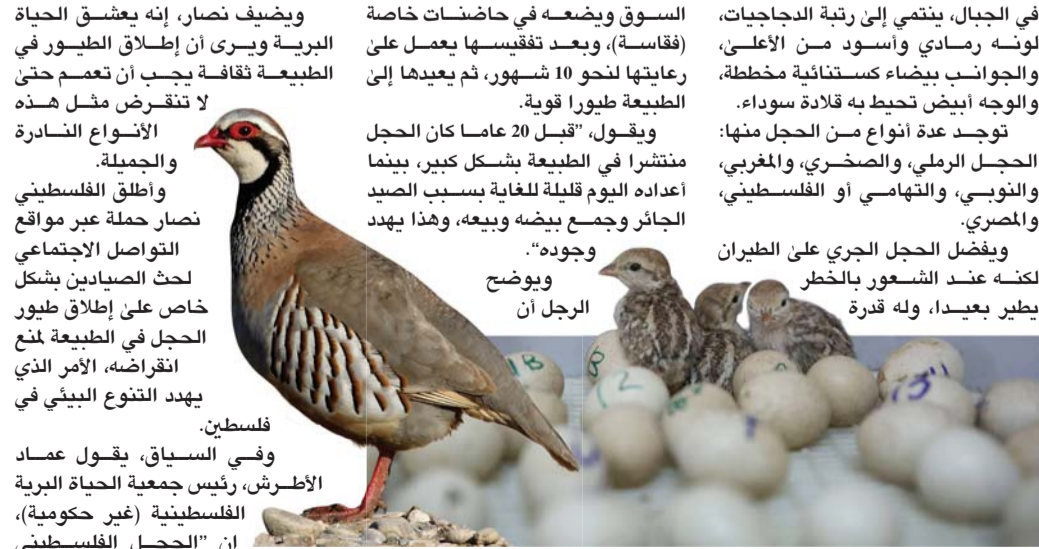 في الجبال، ينتمي إلى رتبة الدجاجيات،
لونه رمادي وأسود من الأعلى،
والجوانب بيضاء كستنائية مخططة،
والوجه أبيض تحيط به قلادة سوداء.
توجد عدة أنواع من الحجل منها:
الحجل الرملي، والصخري، والمغربي،
والنوبي، والتهامي أو الفلسطيني،
والمصري.
ويفضل الحجل الجري على الطيران
لكنه عند الشعور بالخطر
يطير بعيدا، وله قدرة
السوق ويضعه في حاضنات خاصة
(فقاسة)، وبعد تفقيسها يعمل على
رعايتها لنحو 10 شهور، ثم يعيدها إلى
الطبيعة طيورا قوية.
ويقول، ”قبل 20 عاما كان الحجل
منتشرا في الطبيعة بشكل كبير، بينما
أعداده اليوم قليلة للغاية بسبب الصيد
الجائر وجمع بيضه وبيعه، وهذا يهدد
وجوده“.
ويوضح
الرجل أن
ويضيف نصار، إنه يعشق الحياة
البرية ويرى أن إطلاق الطيور في
الطبيعة ثقافة يجب أن تعمم حتى
لا تنقرض مثل هذه
الأنواع النادرة
والجميلة.
وأطلق الفلسطيني
نصار حملة عبر مواقع
التواصل الاجتماعي
لحث الصيادين بشكل
خاص على إطلاق طيور
الحجل في الطبيعة لمنع
انقراضه، الأمر الذي
يهدد التنوع البيئي في
فلسطين.
وفي السياق، يقول عماد
الأطرش، رئيس جمعية الحياة البرية
الفلسطينية (غير حكومية)،
إن ”الحجل الفلسطيني
18
2
13